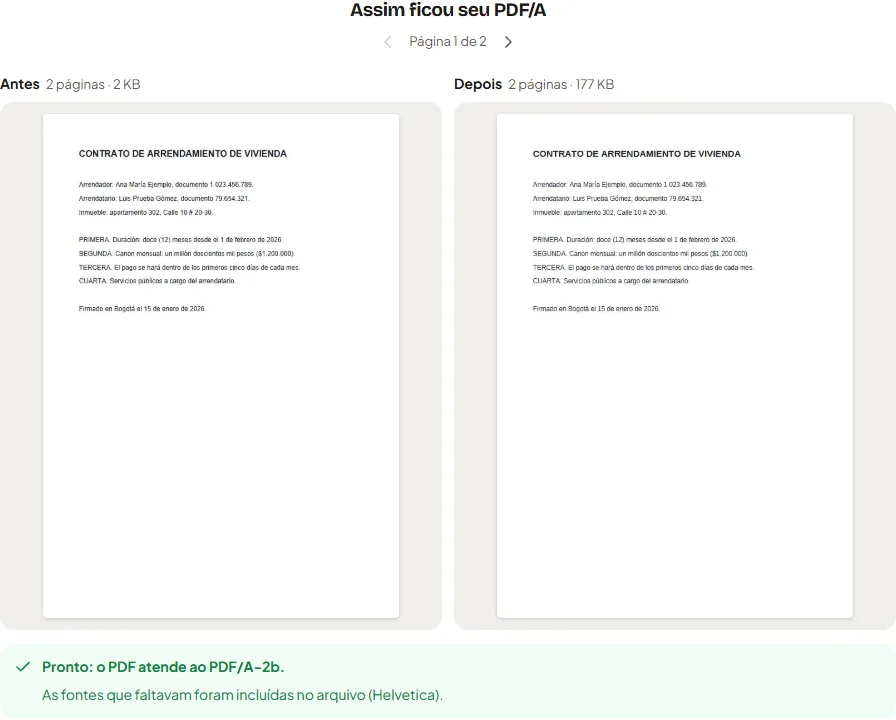 Assim ficou seu PDF/A
Página 1 de 2
Antes 2 páginas · 2 KB
CONTRATO DE ARRENDAMIENTO DE VIVIENDA
Arrendador: Ana María Ejemplo, documento 1.023.456.789.
Arrendatario: Luis Prueba Gómez, documento 79.654.321.
Inmueble: apartamento 302, Calle 10 # 20-30.
PRIMERA. Duración: doce (12) meses desde el 1 de febrero de 2026.
SEGUNDA. Canon mensual: un millón doscientos mil pesos ($1.200.000).
TERCERA. El pago se hará dentro de los primeros cinco días de cada mes.
CUARTA. Servicios públicos a cargo del arrendatario.
Firmado en Bogotá el 15 de enero de 2026.
Depois 2 páginas · 177 KB
CONTRATO DE ARRENDAMIENTO DE VIVIENDA
Arrendador: Ana María Ejemplo, documento 1.023.456.789.
Arrendatario: Luis Prueba Gómez, documento 79.654.321.
Inmueble: apartamento 302, Calle 10 # 20-30.
PRIMERA. Duración: doce (12) meses desde el 1 de febrero de 2026.
SEGUNDA. Canon mensual: un millón doscientos mil pesos ($1.200.000).
TERCERA. El pago se hará dentro de los primeros cinco días de cada mes.
CUARTA. Servicios públicos a cargo del arrendatario.
Firmado en Bogotá el 15 de enero de 2026.
Pronto: o PDF atende ao PDF/A-2b.
As fontes que faltavam foram incluídas no arquivo (Helvetica).